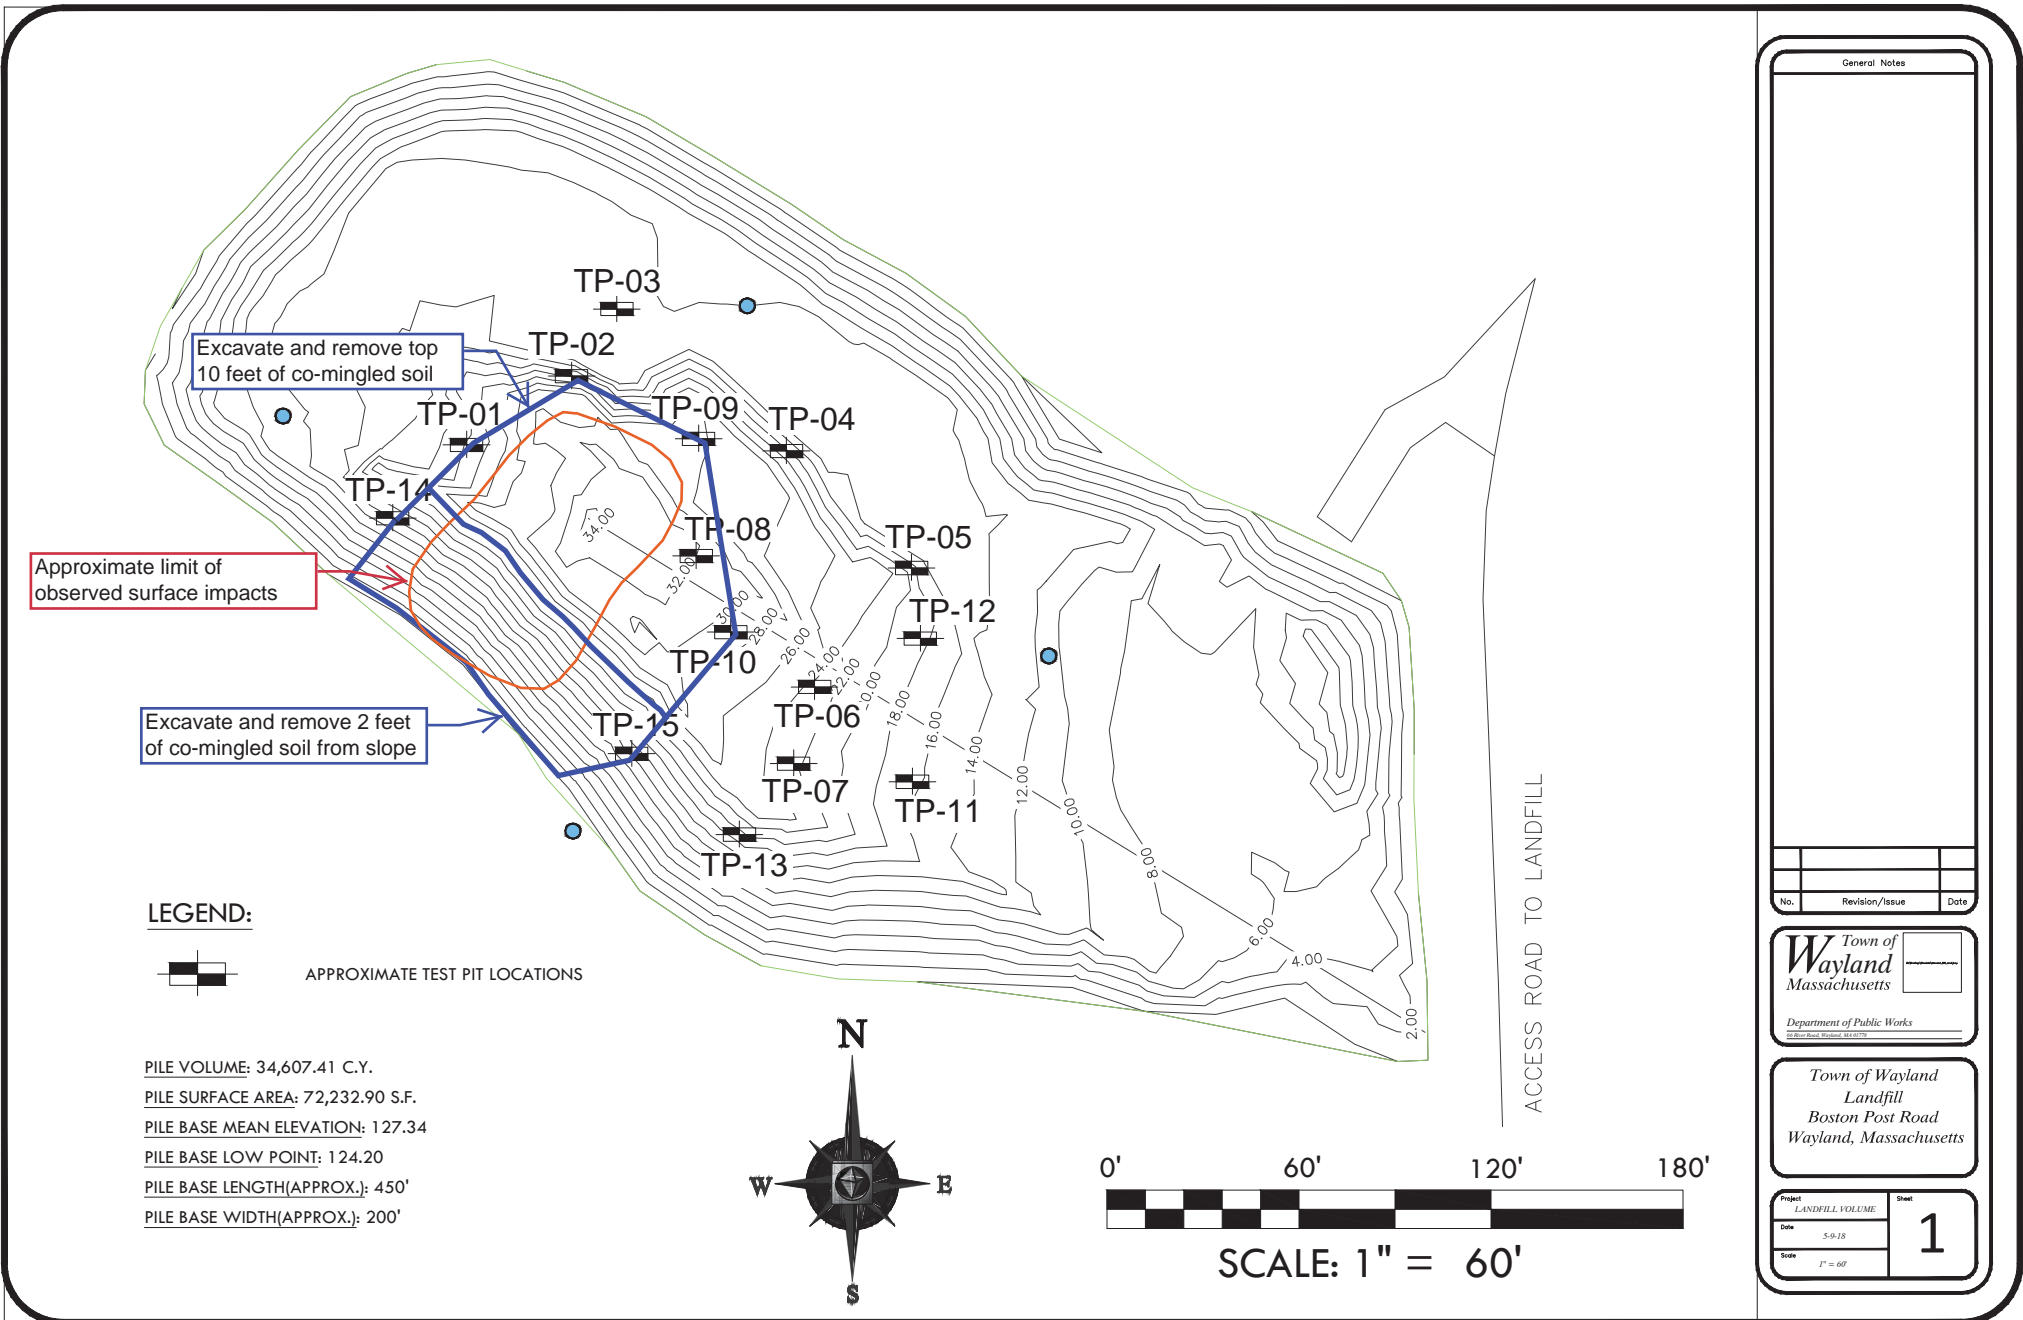 General Notes
TP-03
TP-02
Excavate and remove top
10 feet of co-mingled soil
TP-01
TP-09
TP-04
TP-14
34.00
TP-08
TP-05
Approximate limit of
observed surface impacts
32.00
30.00
28.00
TP-12
26.00
TP-10
24.00
22.00
18.00
TP-06
16.00
14.00
Excavate and remove 2 feet
of co-mingled soil from slope
TP-15
12.00
TP-07
10.00
TP-11
8.00
TP-13
6.00
4.00
2.00
ACCESS ROAD TO LANDFILL
LEGEND:
APPROXIMATE TEST PIT LOCATIONS
PILE VOLUME: 34,607.41 C.Y.
PILE SURFACE AREA: 72,232.90 S.F.
PILE BASE MEAN ELEVATION: 127.34
PILE BASE LOW POINT: 124.20
PILE BASE LENGTH(APPROX.): 450'
PILE BASE WIDTH(APPROX.): 200'
N
W E
S
0' 60' 120' 180'
SCALE: 1" = 60'
No. Revision/Issue Date
Town of
Wayland
Massachusetts
Department of Public Works
66 River Road, Wayland, MA 01778
Town of Wayland
Landfill
Boston Post Road
Wayland, Massachusetts
Project
LANDFILL VOLUME
Date
5-9-18
Scale
1" = 60'
Sheet
1